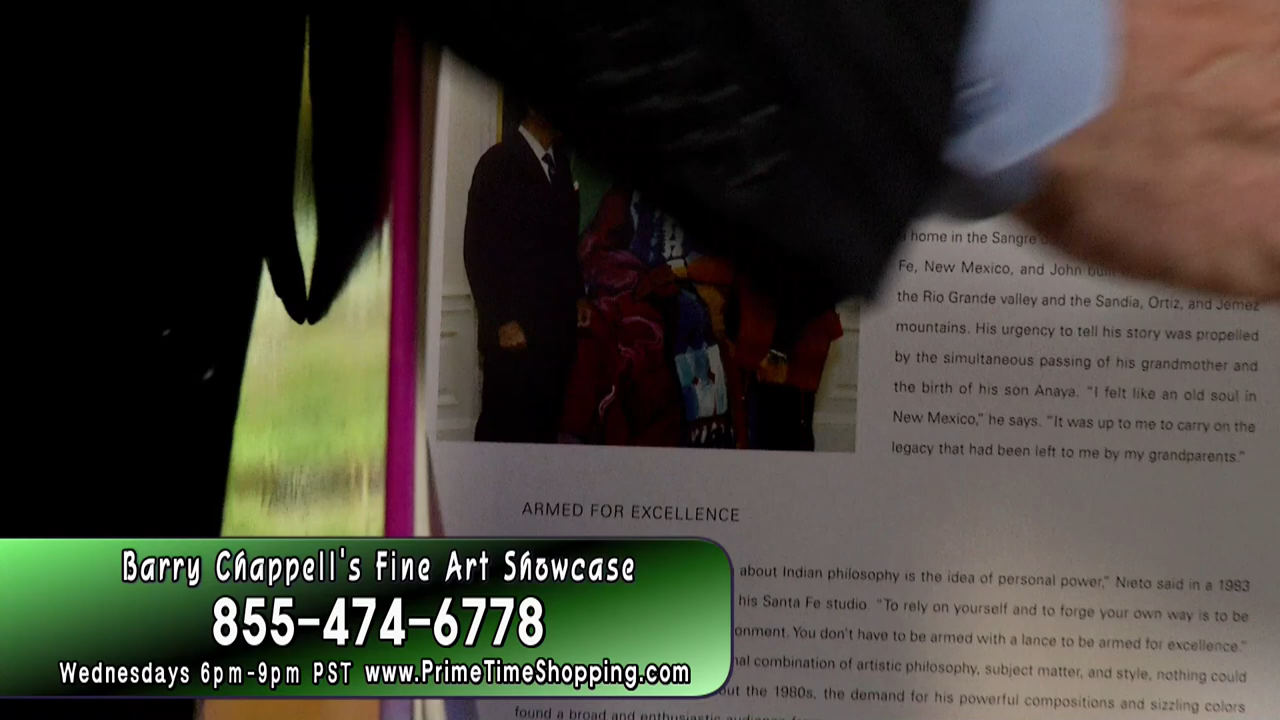 home in the Sangre
Fe, New Mexico, and John built
the Rio Grande valley and the Sandia, Ortiz, and Jemez
mountains. His urgency to tell his story was propelled
by the simultaneous passing of his grandmother and
the birth of his son Anaya. "I felt like an old soul in
New Mexico," he says. "It was up to me to carry on the
legacy that had been left to me by my grandparents."
ARMED FOR EXCELLENCE
about Indian philosophy is the idea of personal power," Nieto said in a 1983
his Santa Fe studio. "To rely on yourself and to forge your own way is to be
onment. You don't have to be armed with a lance to be armed for excellence."
combination of artistic philosophy, subject matter, and style, nothing could
out the 1980s, the demand for his powerful compositions and sizzling colors
found a broad and enthusiastic
Barry Chappell's Fine Art Showcase
855-474-6778
Wednesdays 6pm-9pm PST www.PrimeTimeShopping.com